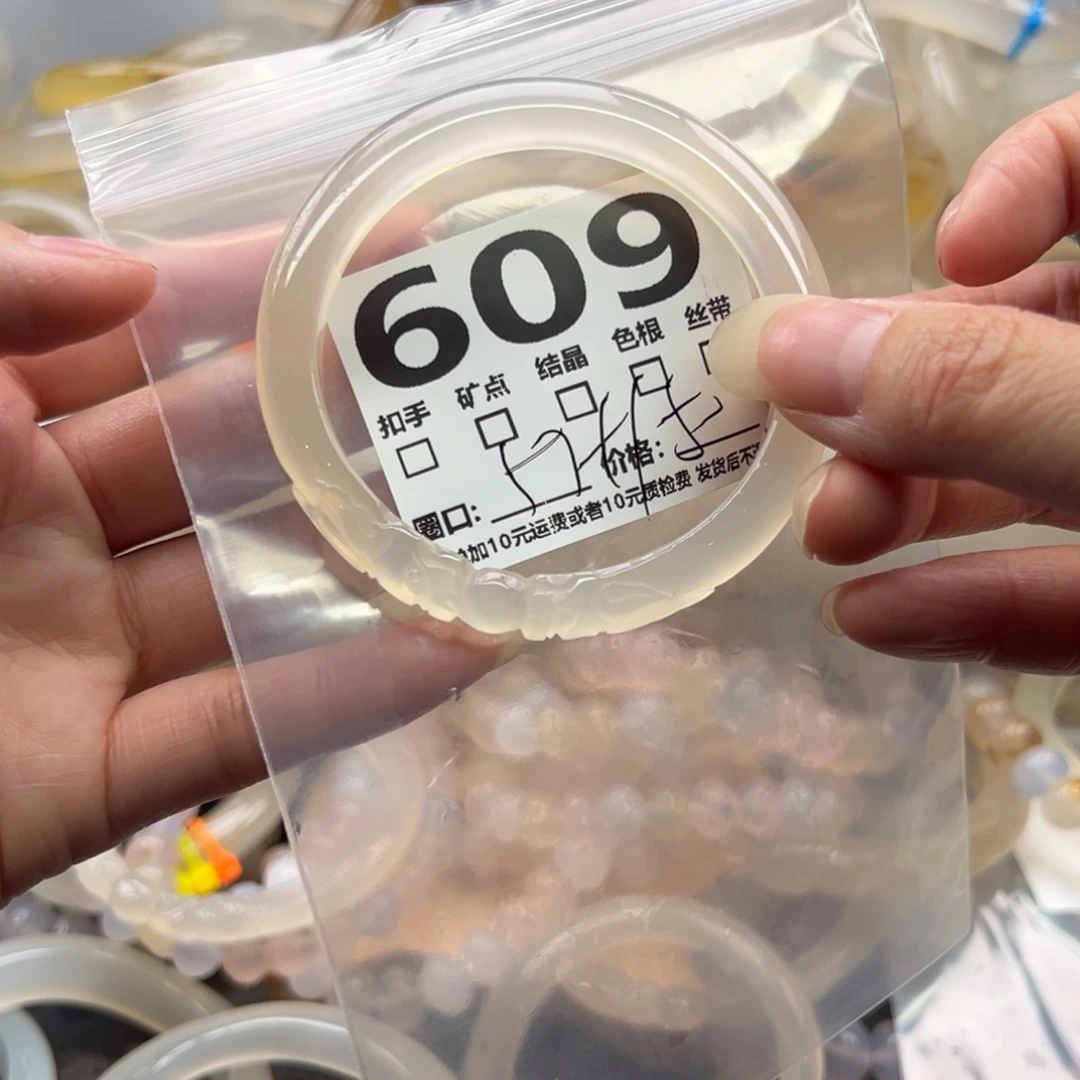 609
扣手 矿点 结晶 色根 丝带
圈口: 价格:
加10元运费或者10元质检费 发货后不